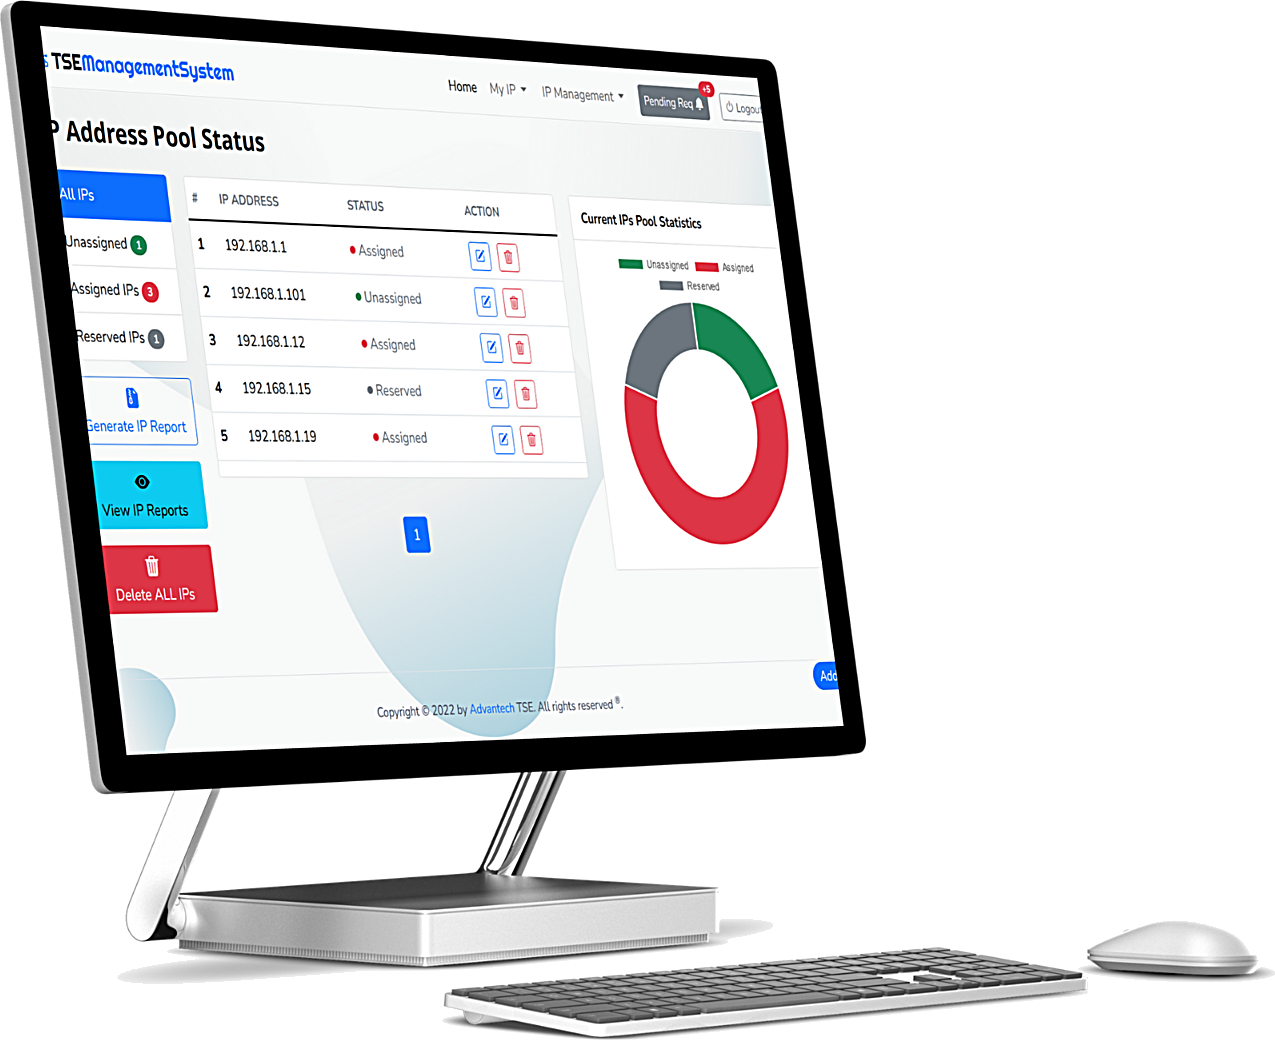 TSEManagementSystem
Home My IP IP Management Pending Req +5 Logout
P Address Pool Status
All IPs
Unassigned 1
Assigned IPs 3
Reserved IPs 1
Generate IP Report
View IP Reports
Delete ALL IPs
# IP ADDRESS STATUS ACTION
1 192.168.1.1 Assigned
2 192.168.1.101 Unassigned
3 192.168.1.12 Assigned
4 192.168.1.15 Reserved
5 192.168.1.19 Assigned
1
Current IPs Pool Statistics
Unassigned Assigned
Reserved
Add
Copyright © 2022 by Advantech TSE. All rights reserved ®.